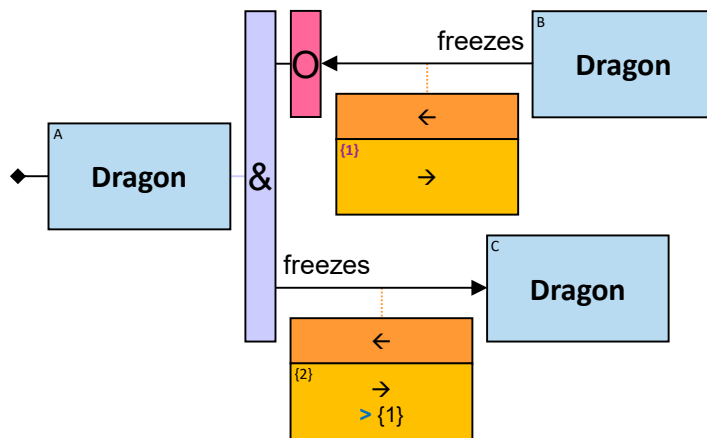 freezes
B
Dragon
O
←
{1}
→
A
Dragon
&
freezes
C
Dragon
←
{2}
→
> {1}